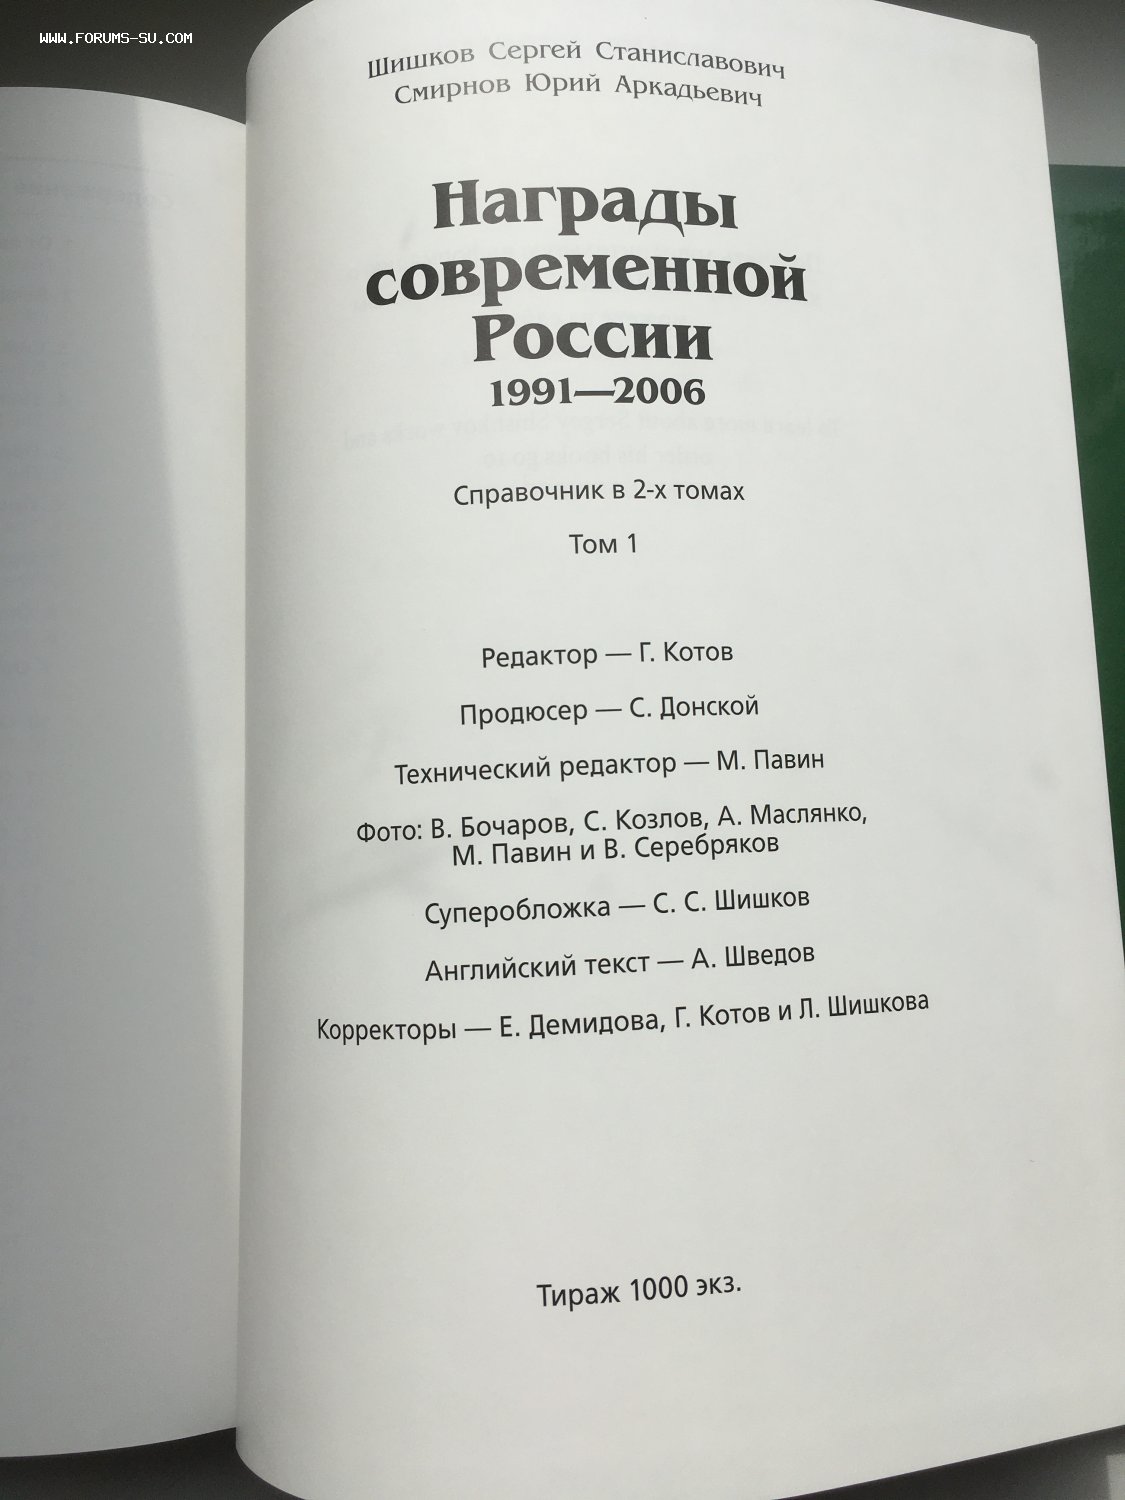 WWW.FORUMS-SU.COM
Шишков Сергей Станиславович
Смирнов Юрий Аркадьевич
Награды
современной
России
1991—2006
Справочник в 2-х томах
Том 1
Редактор — Г. Котов
Продюсер — С. Донской
Технический редактор — М. Павин
Фото: В. Бочаров, С. Козлов, А. Маслянко,
М. Павин и В. Серебряков
Суперобложка — С. С. Шишков
Английский текст — А. Шведов
Корректоры — Е. Демидова, Г. Котов и Л. Шишкова
Тираж 1000 экз.